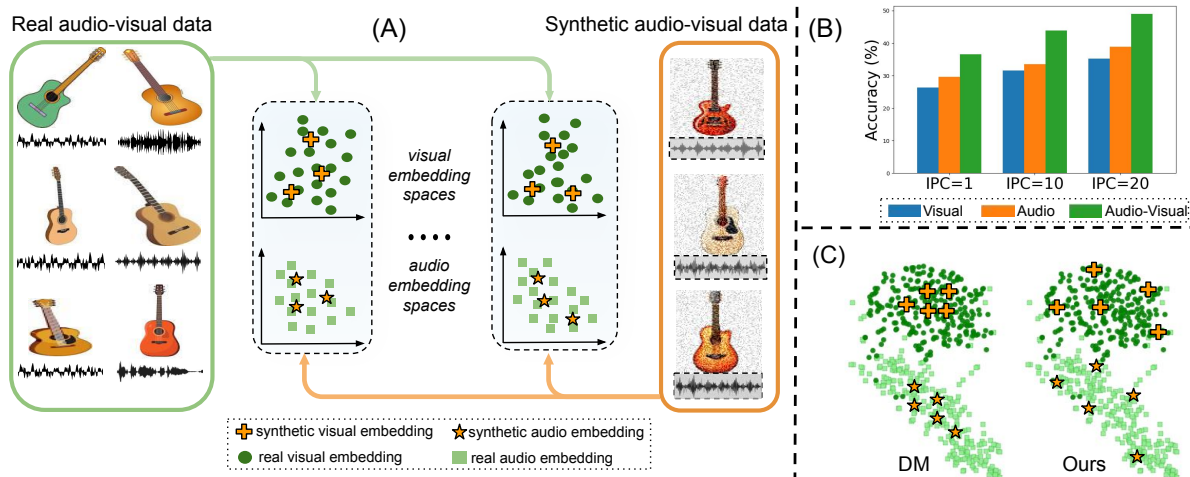 Real audio-visual data
(A)
Synthetic audio-visual data
visual
embedding
spaces
audio
embedding
spaces
synthetic visual embedding
synthetic audio embedding
real visual embedding
real audio embedding
(B)
Accuracy (%)
50
40
30
20
10
0
IPC=1
IPC=10
IPC=20
Visual
Audio
Audio-Visual
(C)
DM
Ours